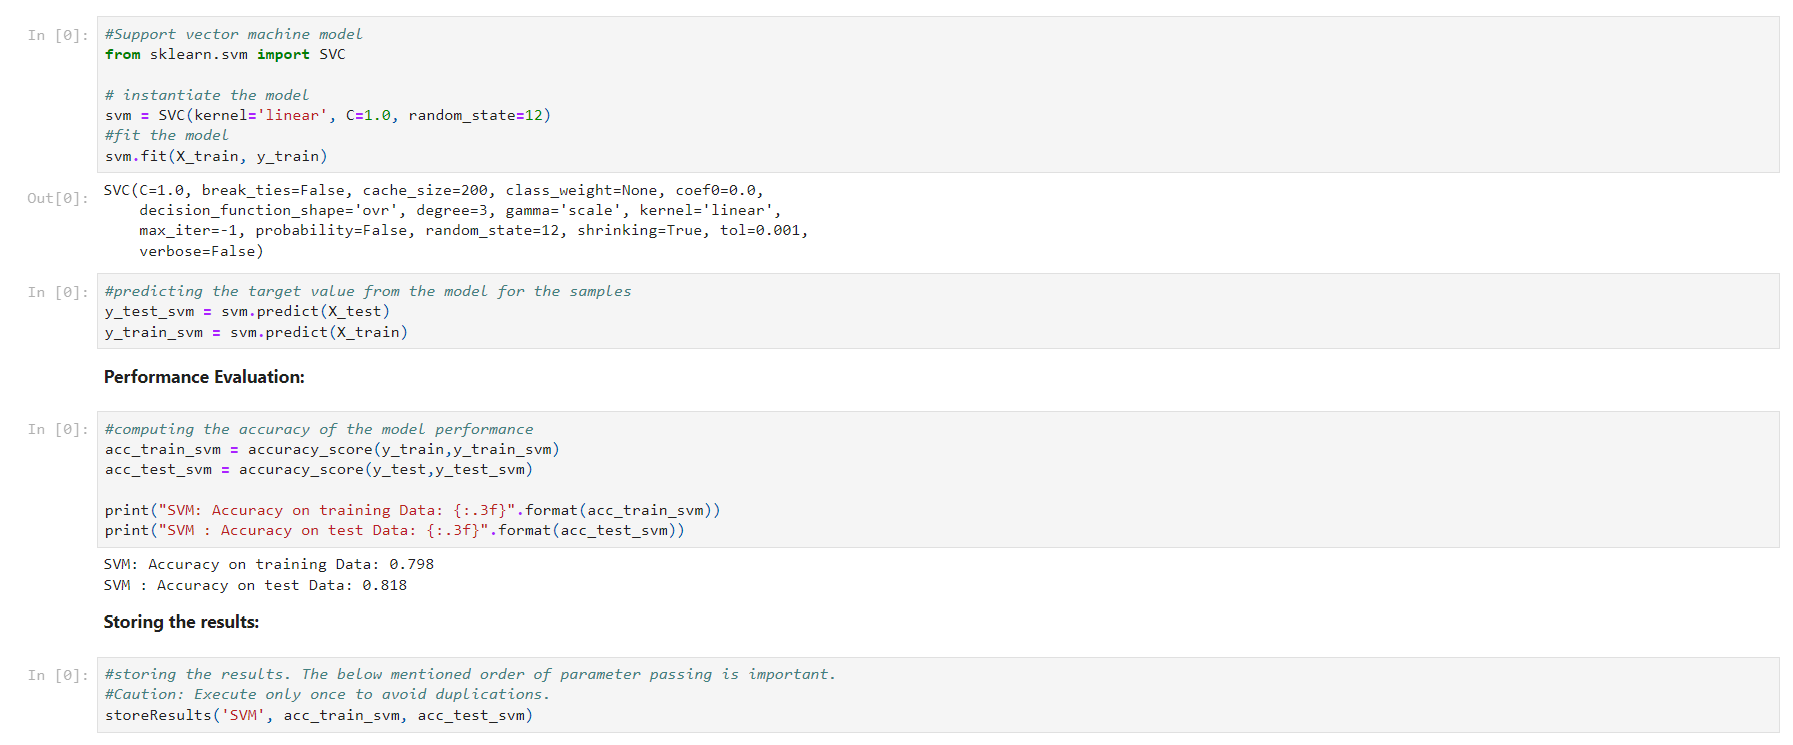 In [0]:
#Support vector machine model
from sklearn.svm import SVC
# instantiate the model
svm = SVC(kernel='linear', C=1.0, random_state=12)
#fit the model
svm.fit(X_train, y_train)
Out[0]:
SVC(C=1.0, break_ties=False, cache_size=200, class_weight=None, coef0=0.0,
    decision_function_shape='ovr', degree=3, gamma='scale', kernel='linear',
    max_iter=-1, probability=False, random_state=12, shrinking=True, tol=0.001,
    verbose=False)
In [0]:
#predicting the target value from the model for the samples
y_test_svm = svm.predict(X_test)
y_train_svm = svm.predict(X_train)
Performance Evaluation:
In [0]:
#computing the accuracy of the model performance
acc_train_svm = accuracy_score(y_train,y_train_svm)
acc_test_svm = accuracy_score(y_test,y_test_svm)
print("SVM: Accuracy on training Data: {:.3f}".format(acc_train_svm))
print("SVM : Accuracy on test Data: {:.3f}".format(acc_test_svm))
SVM: Accuracy on training Data: 0.798
SVM : Accuracy on test Data: 0.818
Storing the results:
In [0]:
#storing the results. The below mentioned order of parameter passing is important.
#Caution: Execute only once to avoid duplications.
storeResults('SVM', acc_train_svm, acc_test_svm)